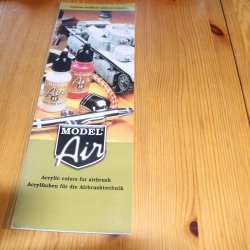 MODEL
Air
Acrylic colors for airbrush
Acrylfarben für die Airbrushtechnik